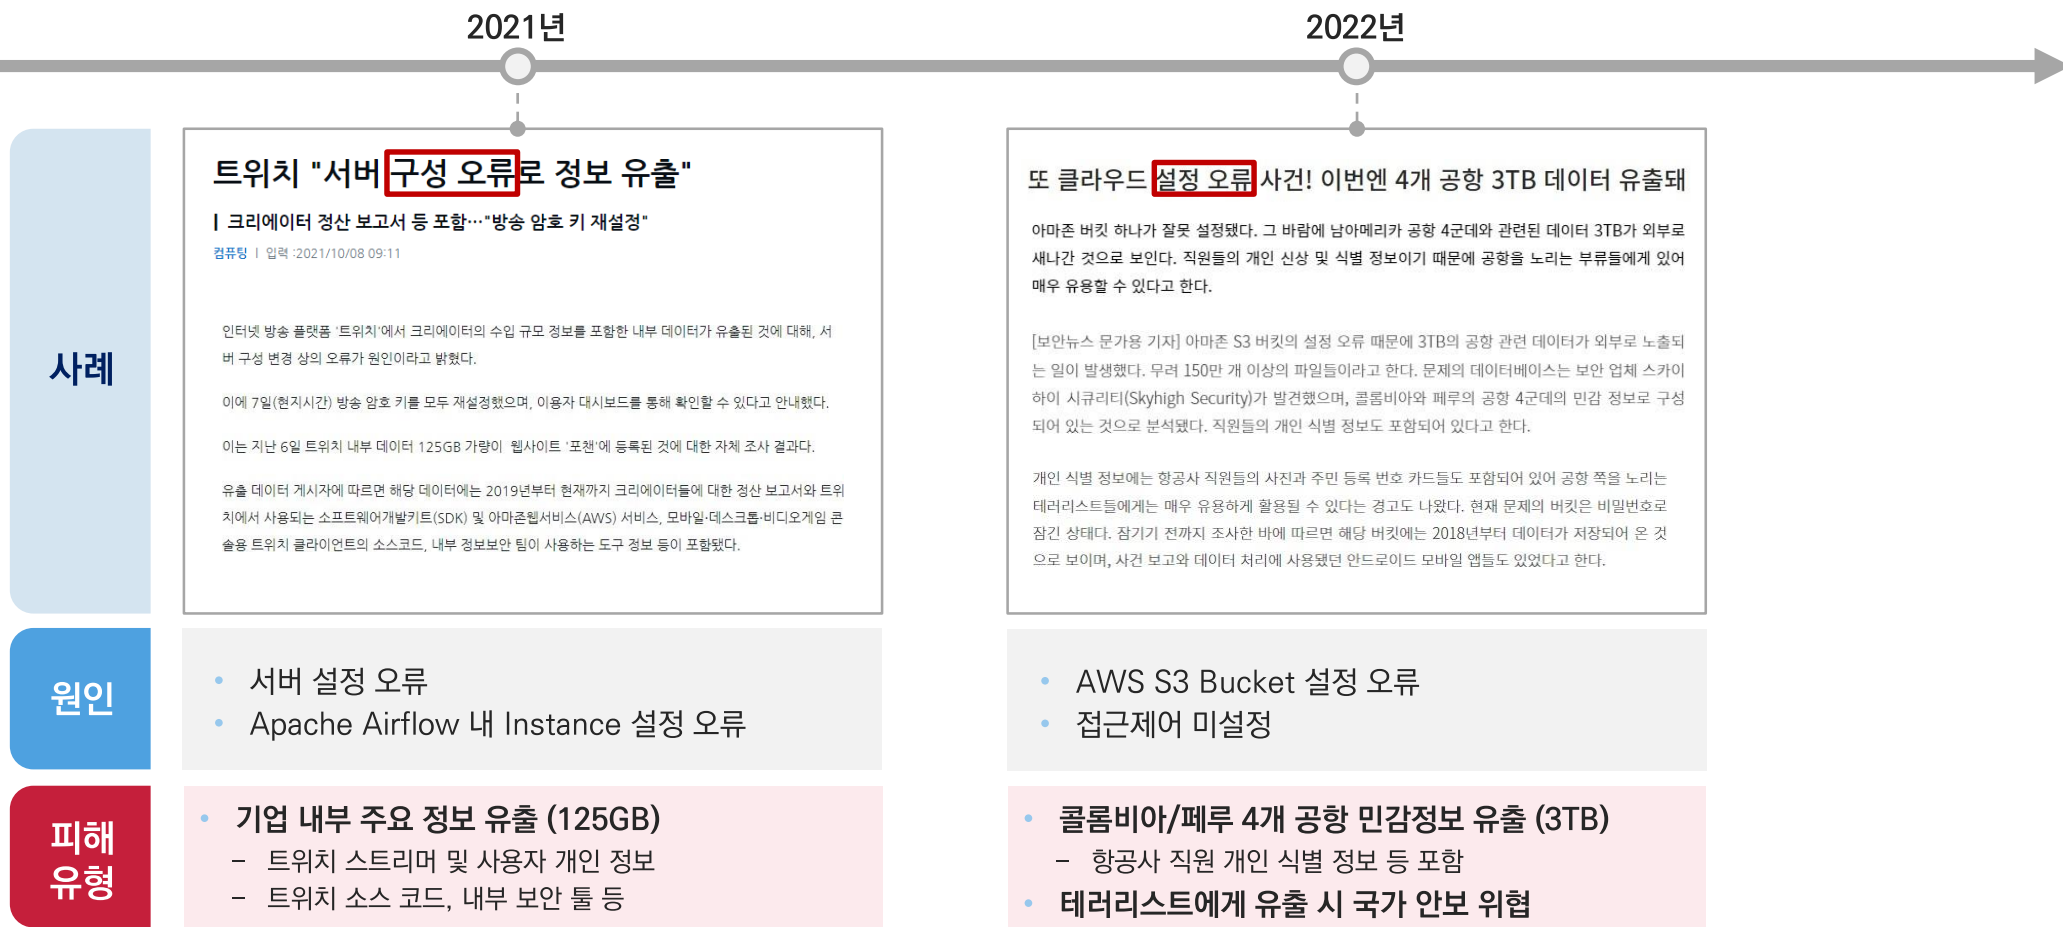 2021년
2022년
사례
트위치 "서버 구성 오류로 정보 유출"
크리에이터 정산 보고서 등 포함…"방송 암호 키 재설정"
컴퓨팅 | 입력 :2021/10/08 09:11
인터넷 방송 플랫폼 '트위치'에서 크리에이터의 수입 규모 정보를 포함한 내부 데이터가 유출된 것에 대해, 서
버 구성 변경 상의 오류가 원인이라고 밝혔다.
이에 7일(현지시간) 방송 암호 키를 모두 재설정했으며, 이용자 대시보드를 통해 확인할 수 있다고 안내했다.
이는 지난 6일 트위치 내부 데이터 125GB 가량이 웹사이트 '포챈'에 등록된 것에 대한 자체 조사 결과다.
유출 데이터 게시자에 따르면 해당 데이터에는 2019년부터 현재까지 크리에이터들에 대한 정산 보고서와 트위
치에서 사용되는 소프트웨어개발키트(SDK) 및 아마존웹서비스(AWS) 서비스, 모바일·데스크톱·비디오게임 콘
솔용 트위치 클라이언트의 소스코드, 내부 정보보안 팀이 사용하는 도구 정보 등이 포함됐다.
또 클라우드 설정 오류 사건! 이번엔 4개 공항 3TB 데이터 유출돼
아마존 버킷 하나가 잘못 설정됐다. 그 바람에 남아메리카 공항 4군데와 관련된 데이터 3TB가 외부로
새나간 것으로 보인다. 직원들의 개인 신상 및 식별 정보이기 때문에 공항을 노리는 부류들에게 있어
매우 유용할 수 있다고 한다.
[보안뉴스 문가용 기자] 아마존 S3 버킷의 설정 오류 때문에 3TB의 공항 관련 데이터가 외부로 노출되
는 일이 발생했다. 무려 150만 개 이상의 파일들이라고 한다. 문제의 데이터베이스는 보안 업체 스카이
하이 시큐리티(Skyhigh Security)가 발견했으며, 콜롬비아와 페루의 공항 4군데의 민감 정보로 구성
되어 있는 것으로 분석됐다. 직원들의 개인 식별 정보도 포함되어 있다고 한다.
개인 식별 정보에는 항공사 직원들의 사진과 주민 등록 번호 카드들도 포함되어 있어 공항 쪽을 노리는
테러리스트들에게는 매우 유용하게 활용될 수 있다는 경고도 나왔다. 현재 문제의 버킷은 비밀번호로
잠긴 상태다. 잠기기 전까지 조사한 바에 따르면 해당 버킷에는 2018년부터 데이터가 저장되어 온 것
으로 보이며, 사건 보고와 데이터 처리에 사용됐던 안드로이드 모바일 앱들도 있었다고 한다.
원인
• 서버 설정 오류
• Apache Airflow 내 Instance 설정 오류
• AWS S3 Bucket 설정 오류
• 접근제어 미설정
피해
유형
• 기업 내부 주요 정보 유출 (125GB)
– 트위치 스트리머 및 사용자 개인 정보
– 트위치 소스 코드, 내부 보안 툴 등
• 콜롬비아/페루 4개 공항 민감정보 유출 (3TB)
– 항공사 직원 개인 식별 정보 등 포함
• 테러리스트에게 유출 시 국가 안보 위협